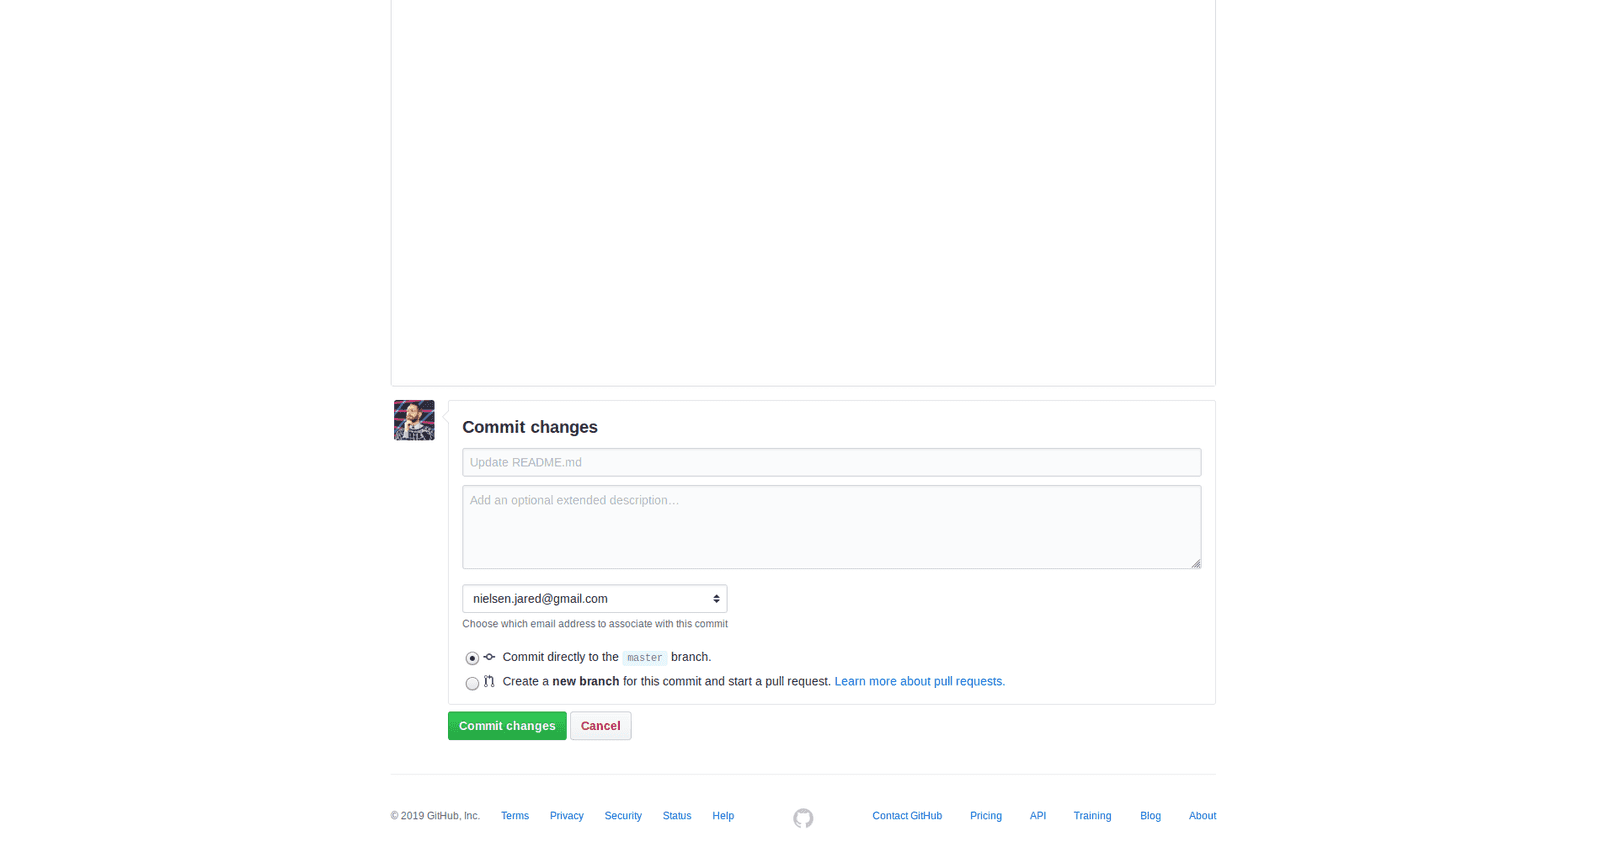 Commit changes
Update README.md
Add an optional extended description…
nielsen.jared@gmail.com
Choose which email address to associate with this commit
Commit directly to the master branch.
Create a new branch for this commit and start a pull request. Learn more about pull requests.
Commit changes Cancel
© 2019 GitHub, Inc. Terms Privacy Security Status Help Contact GitHub Pricing API Training Blog About